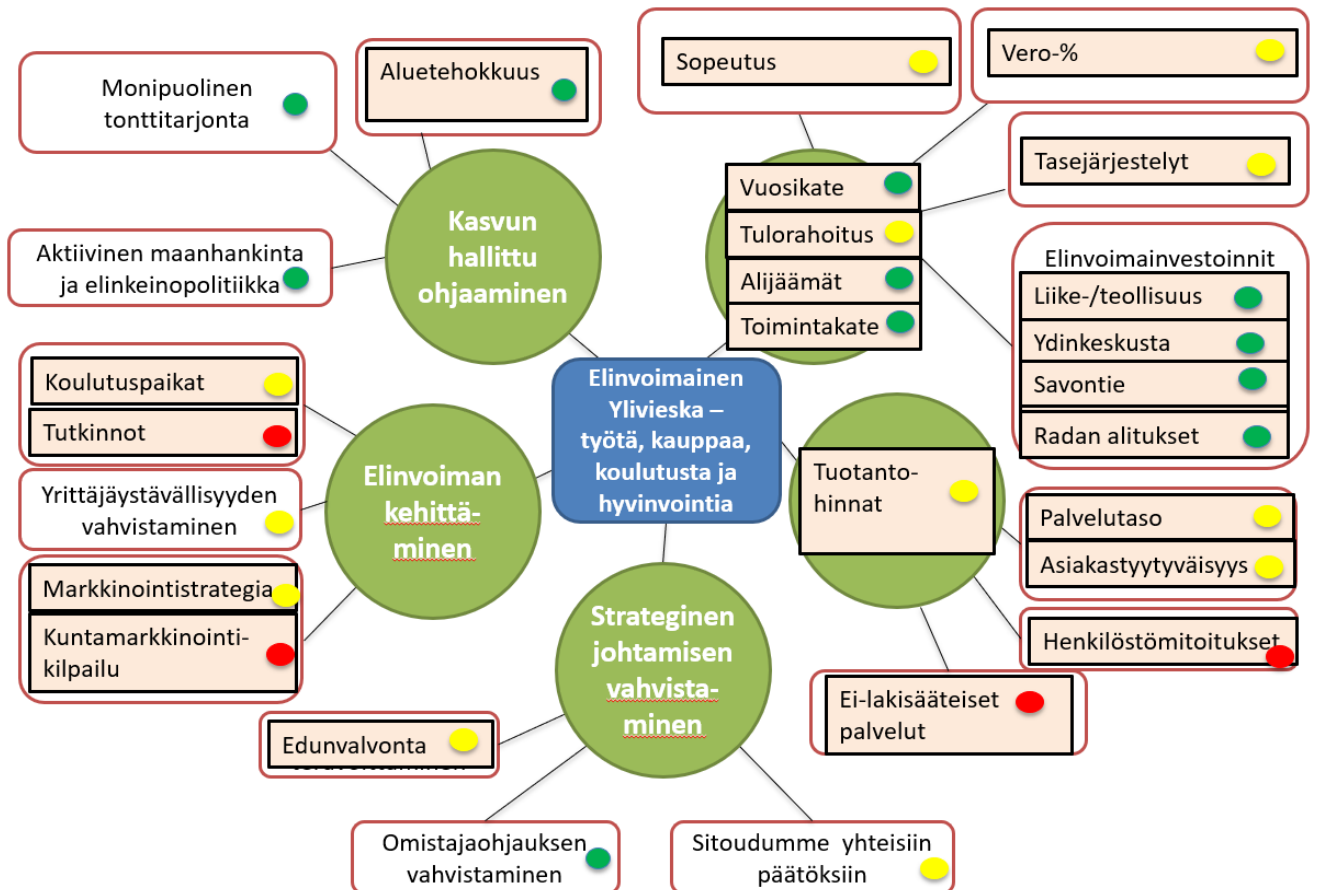 Monipuolinen
tonttitarjonta
Aluetehokkuus
Sopeutus
Vero-%
Tasejärjestelyt
Kasvun
hallittu
ohjaaminen
Vuosikate
Tulorahoitus
Alijäämät
Toimintakate
Aktiivinen maanhankinta
ja elinkeinopolitiikka
Elinvoimainvestoinnit
Liike-/teollisuus
Ydinkeskusta
Savontie
Radan alitukset
Elinvoimainen
Ylivieska –
työtä, kauppaa,
koulutusta ja
hyvinvointia
Koulutuspaikat
Tutkinnot
Yrittäjäystävällisyyden
vahvistaminen
Markkinointistrategia
Kuntamarkkinointi-
kilpailu
Elinvoiman
kehittä-
minen
Tuotanto-
hinnat
Palvelutaso
Asiakastyytyväisyys
Henkilöstömitoitukset
Ei-lakisääteiset
palvelut
Strateginen
johtamisen
vahvista-
minen
Edunvalvonta
Omistajaohjauksen
vahvistaminen
Sitoudumme yhteisiin
päätöksiin